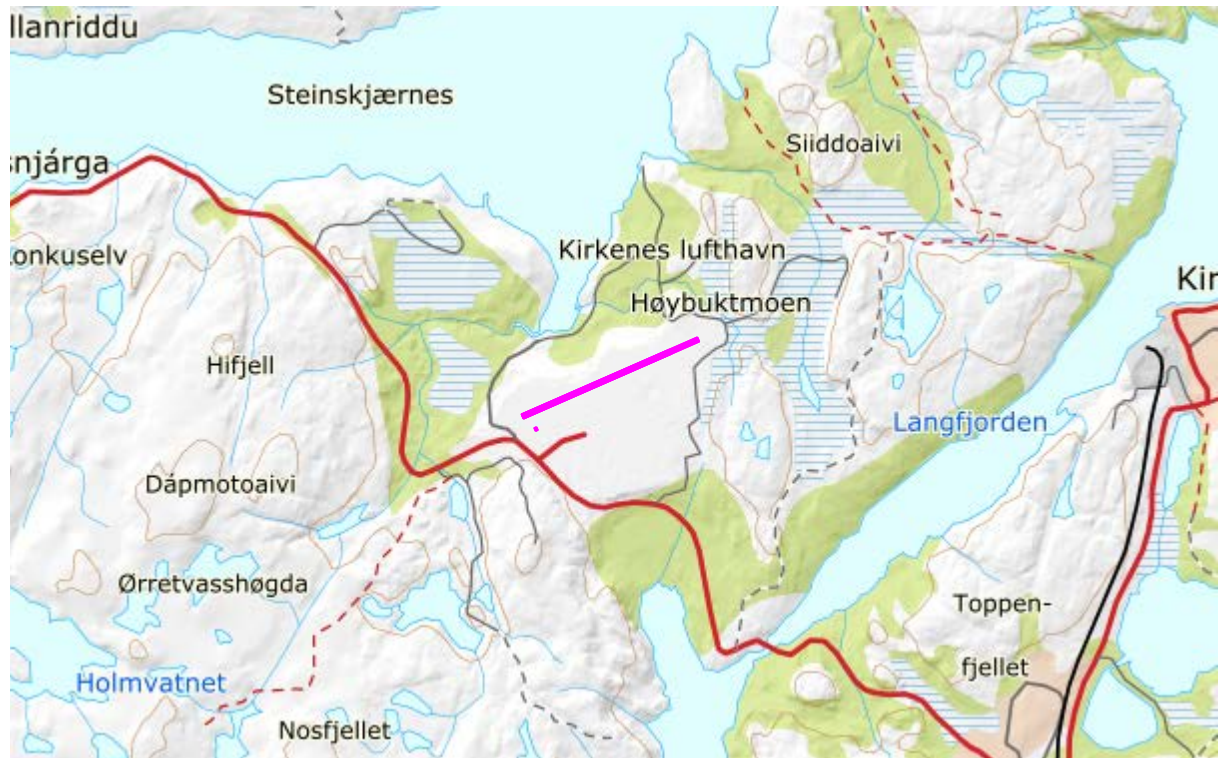 llanriddu
Steinskjærnes
Siiddoaivi
snjárga
Kirkenes lufthavn
onkuselv
Kir
Høybuktmoen
Hifjell
Langfjorden
Dápmotoaivi
Ørretvasshøgda
Toppen-
fjellet
Holmvatnet
Nosfjellet